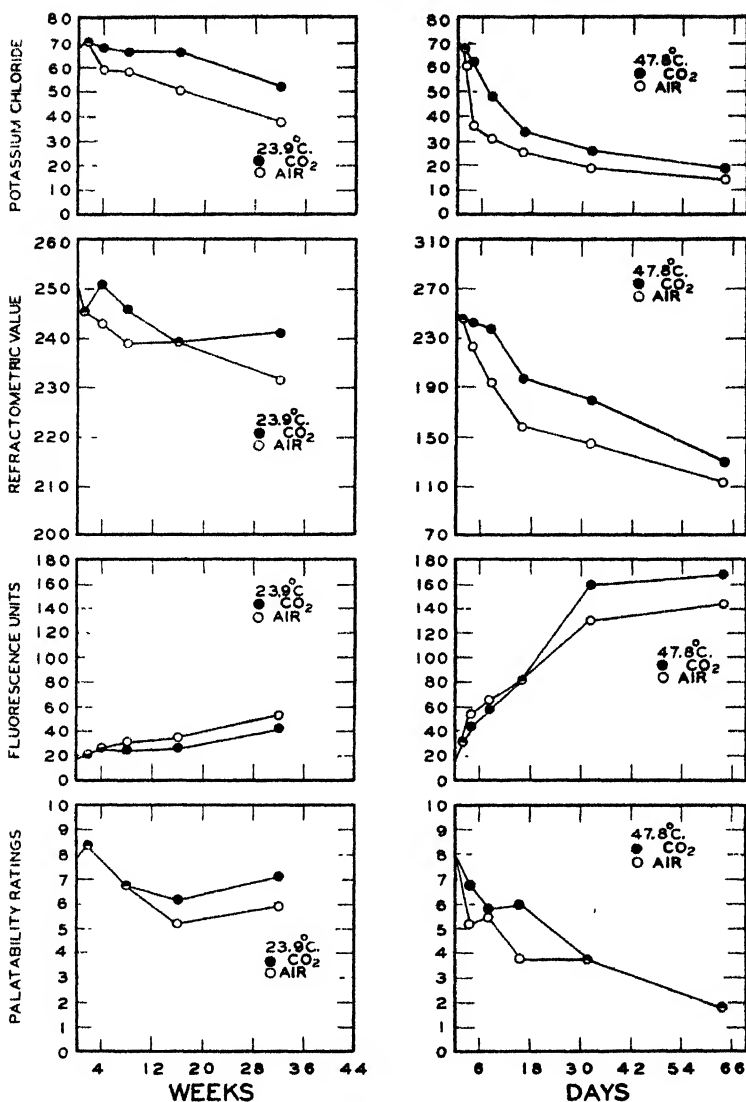 POTASSIUM CHLORIDE
80
70
60
50
40
30
20
10
0
23.9°C.
● CO2
○ AIR
80
70
60
50
40
30
20
10
0
47.8°C.
● CO2
○ AIR
REFRACTOMETRIC VALUE
260
250
240
230
220
210
200
23.9°C.
● CO2
○ AIR
310
270
230
190
150
110
70
47.8°C.
● CO2
○ AIR
FLUORESCENCE UNITS
180
160
140
120
100
80
60
40
20
0
23.9°C
● CO2
○ AIR
180
160
140
120
100
80
60
40
20
0
47.8°C.
● CO2
○ AIR
PALATABILITY RATINGS
10
9
8
7
6
5
4
3
2
1
0
23.9°C.
● CO2
○ AIR
4 12 20 28 36 44
WEEKS
10
9
8
7
6
5
4
3
2
1
0
47.8°C.
● CO2
○ AIR
6 18 30 42 54 66
DAYS